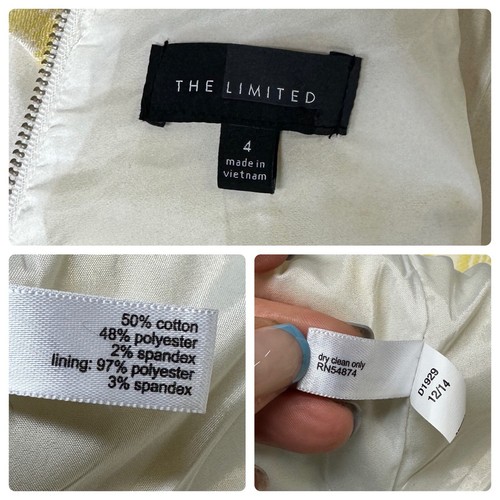 THE LIMITED
4
made in
vietnam
50% cotton
48% polyester
2% spandex
lining: 97% polyester
3% spandex
dry clean only
RN54874
D1929
12/14